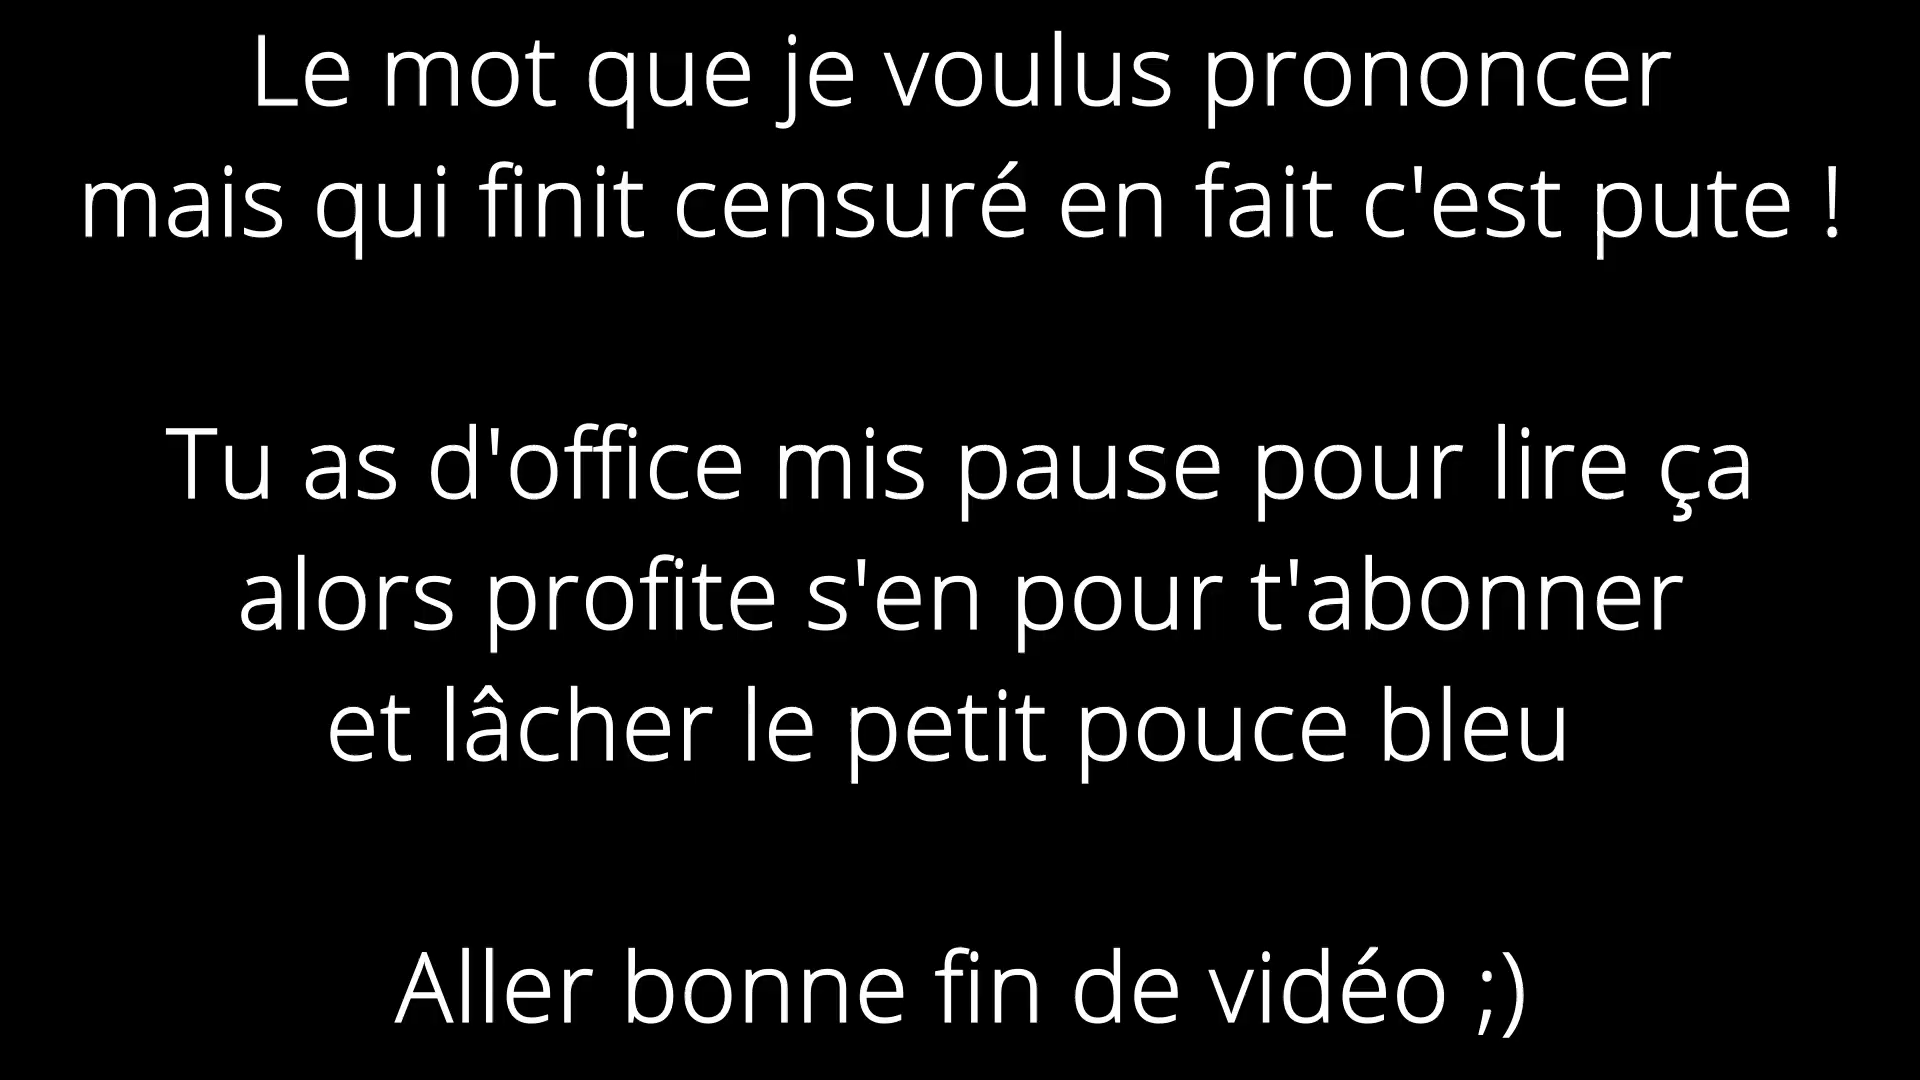 Le mot que je voulus prononcer
mais qui finit censuré en fait c'est pute !
Tu as d'office mis pause pour lire ça
alors profite s'en pour t'abonner
et lâcher le petit pouce bleu
Aller bonne fin de vidéo ;)